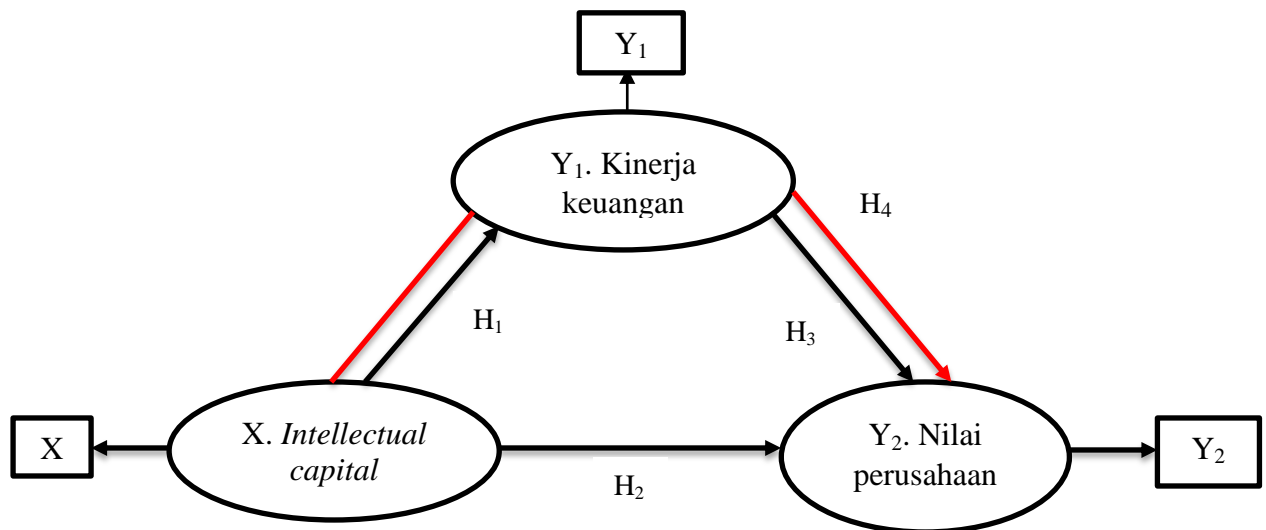 Y₁
Y₁. Kinerja
keuangan
H₄
H₁
H₃
X
X. Intellectual
capital
H₂
Y₂. Nilai
perusahaan
Y₂